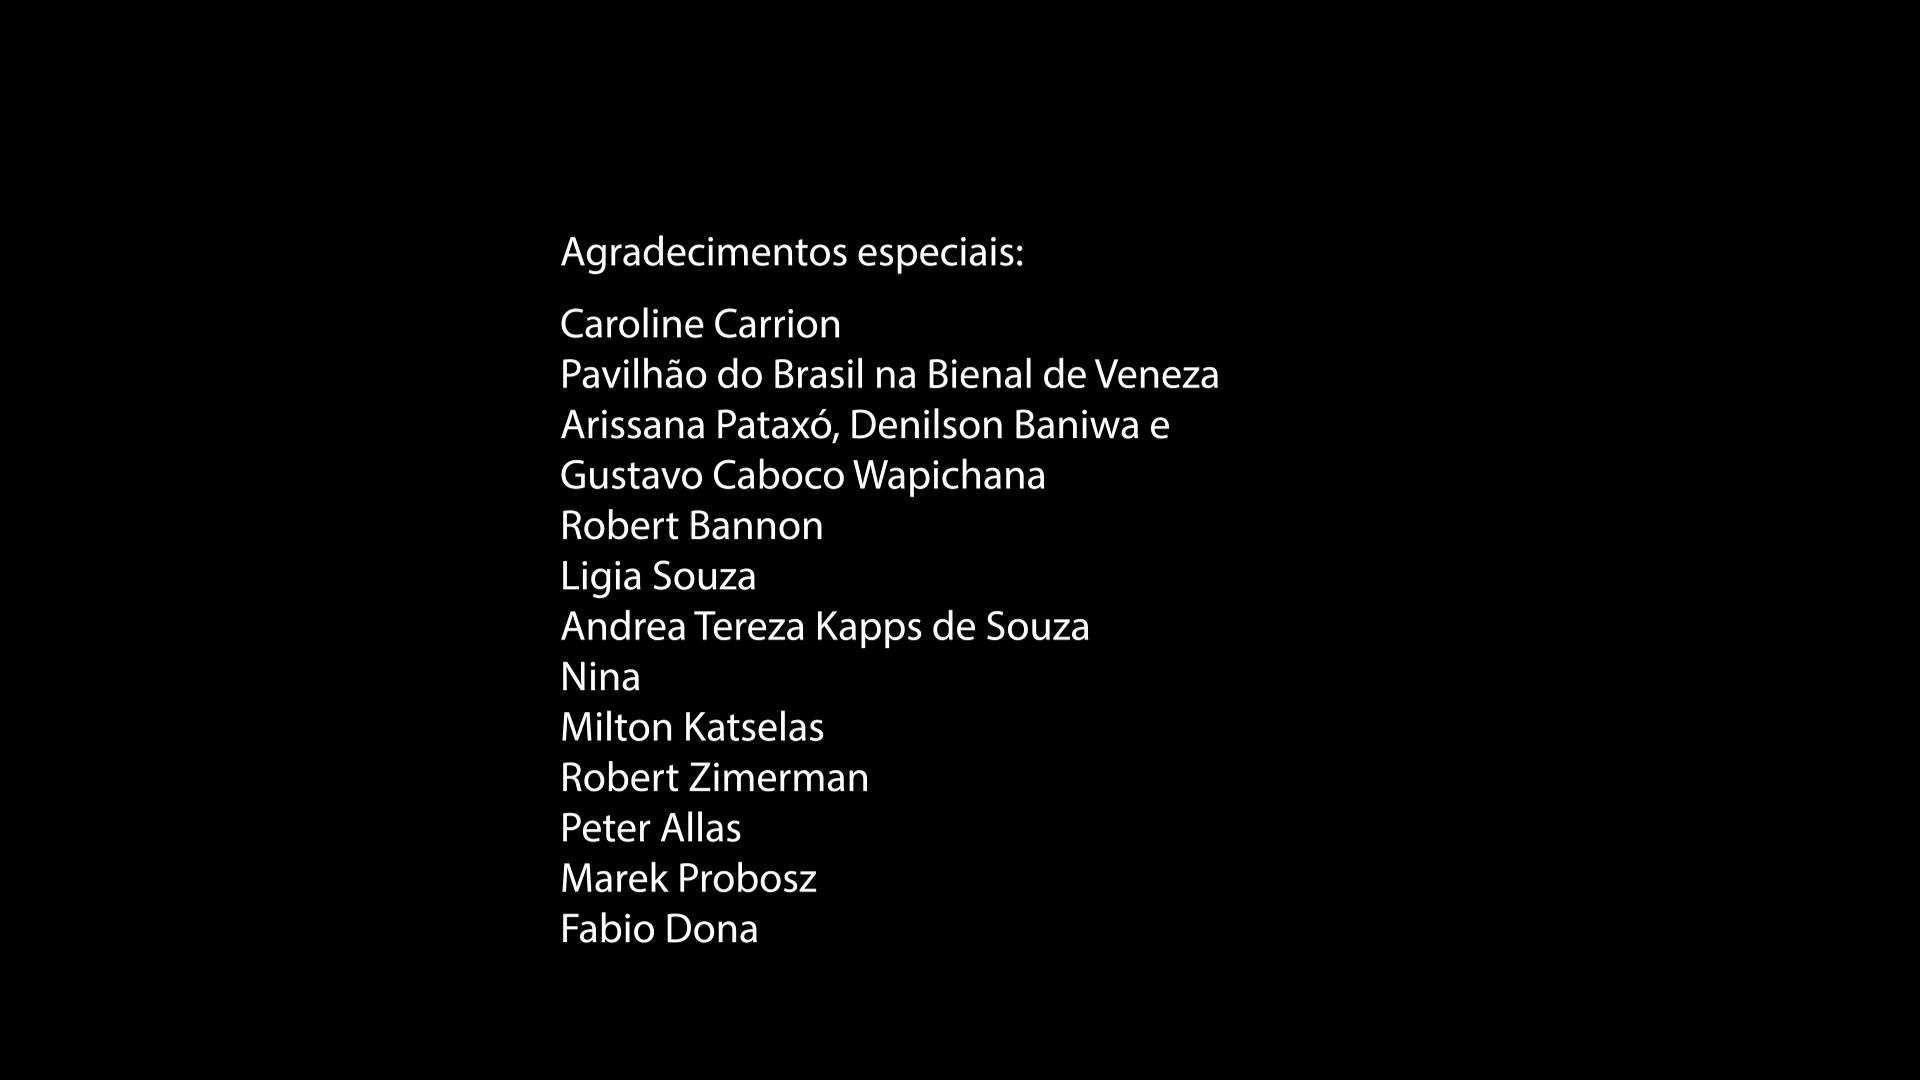 Agradecimentos especiais:
Caroline Carrion
Pavilhão do Brasil na Bienal de Veneza
Arissana Pataxó, Denilson Baniwa e
Gustavo Caboco Wapichana
Robert Bannon
Ligia Souza
Andrea Tereza Kapps de Souza
Nina
Milton Katselas
Robert Zimerman
Peter Allas
Marek Probosz
Fabio Dona